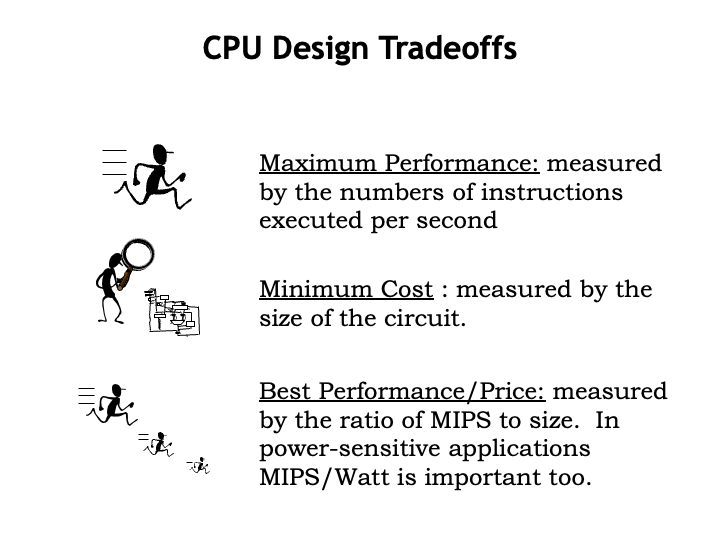 CPU Design Tradeoffs
Maximum Performance: measured
by the numbers of instructions
executed per second
Minimum Cost : measured by the
size of the circuit.
Best Performance/Price: measured
by the ratio of MIPS to size.  In
power-sensitive applications
MIPS/Watt is important too.